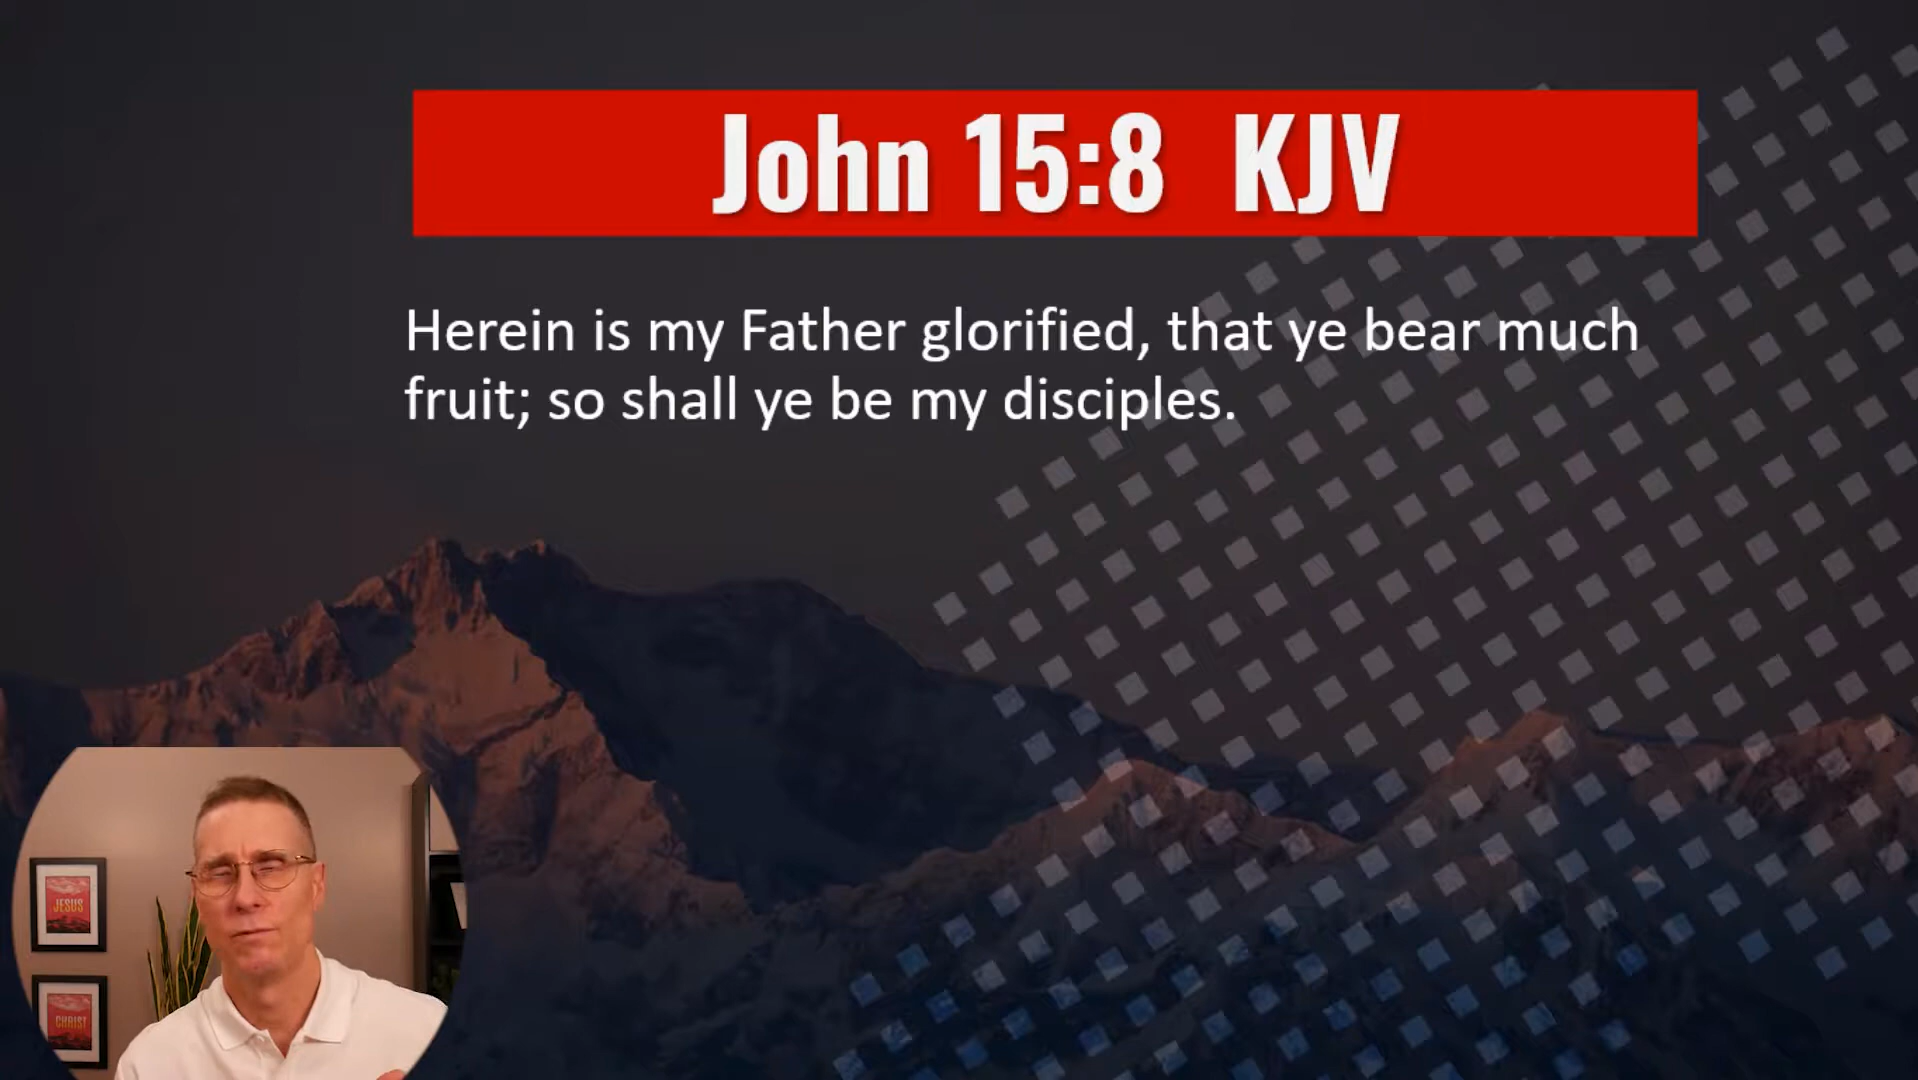 John 15:8 KJV
Herein is my Father glorified, that ye bear much
fruit; so shall ye be my disciples.
JESUS
CHRIST